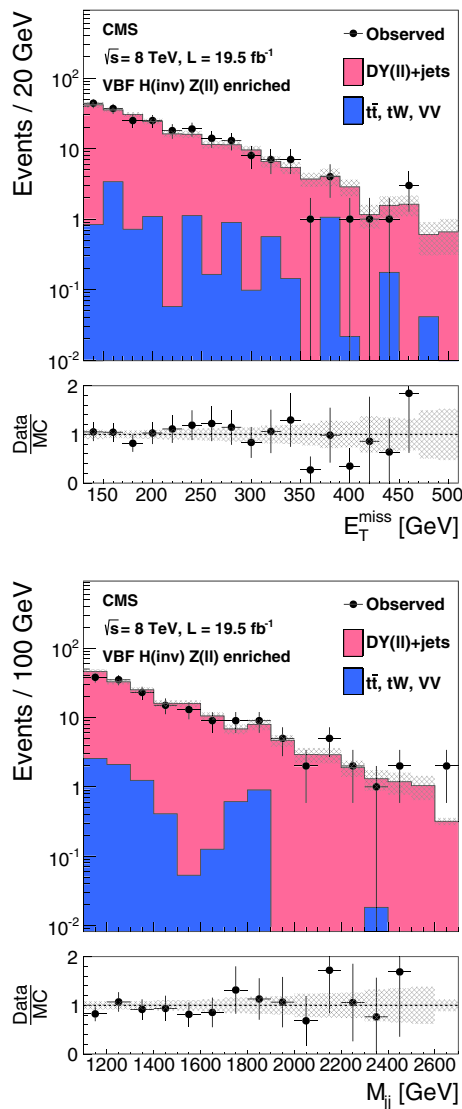 CMS
√s = 8 TeV, L = 19.5 fb⁻¹
VBF H(inv) Z(ll) enriched
Observed
DY(ll)+jets
tt̄, tW, VV
Events / 20 GeV
10²
10
1
10⁻¹
10⁻²
Data/MC
2
1
0
150 200 250 300 350 400 450 500
E_T^miss [GeV]
CMS
√s = 8 TeV, L = 19.5 fb⁻¹
VBF H(inv) Z(ll) enriched
Observed
DY(ll)+jets
tt̄, tW, VV
Events / 100 GeV
10²
10
1
10⁻¹
10⁻²
Data/MC
2
1
0
1200 1400 1600 1800 2000 2200 2400 2600
M_jj [GeV]